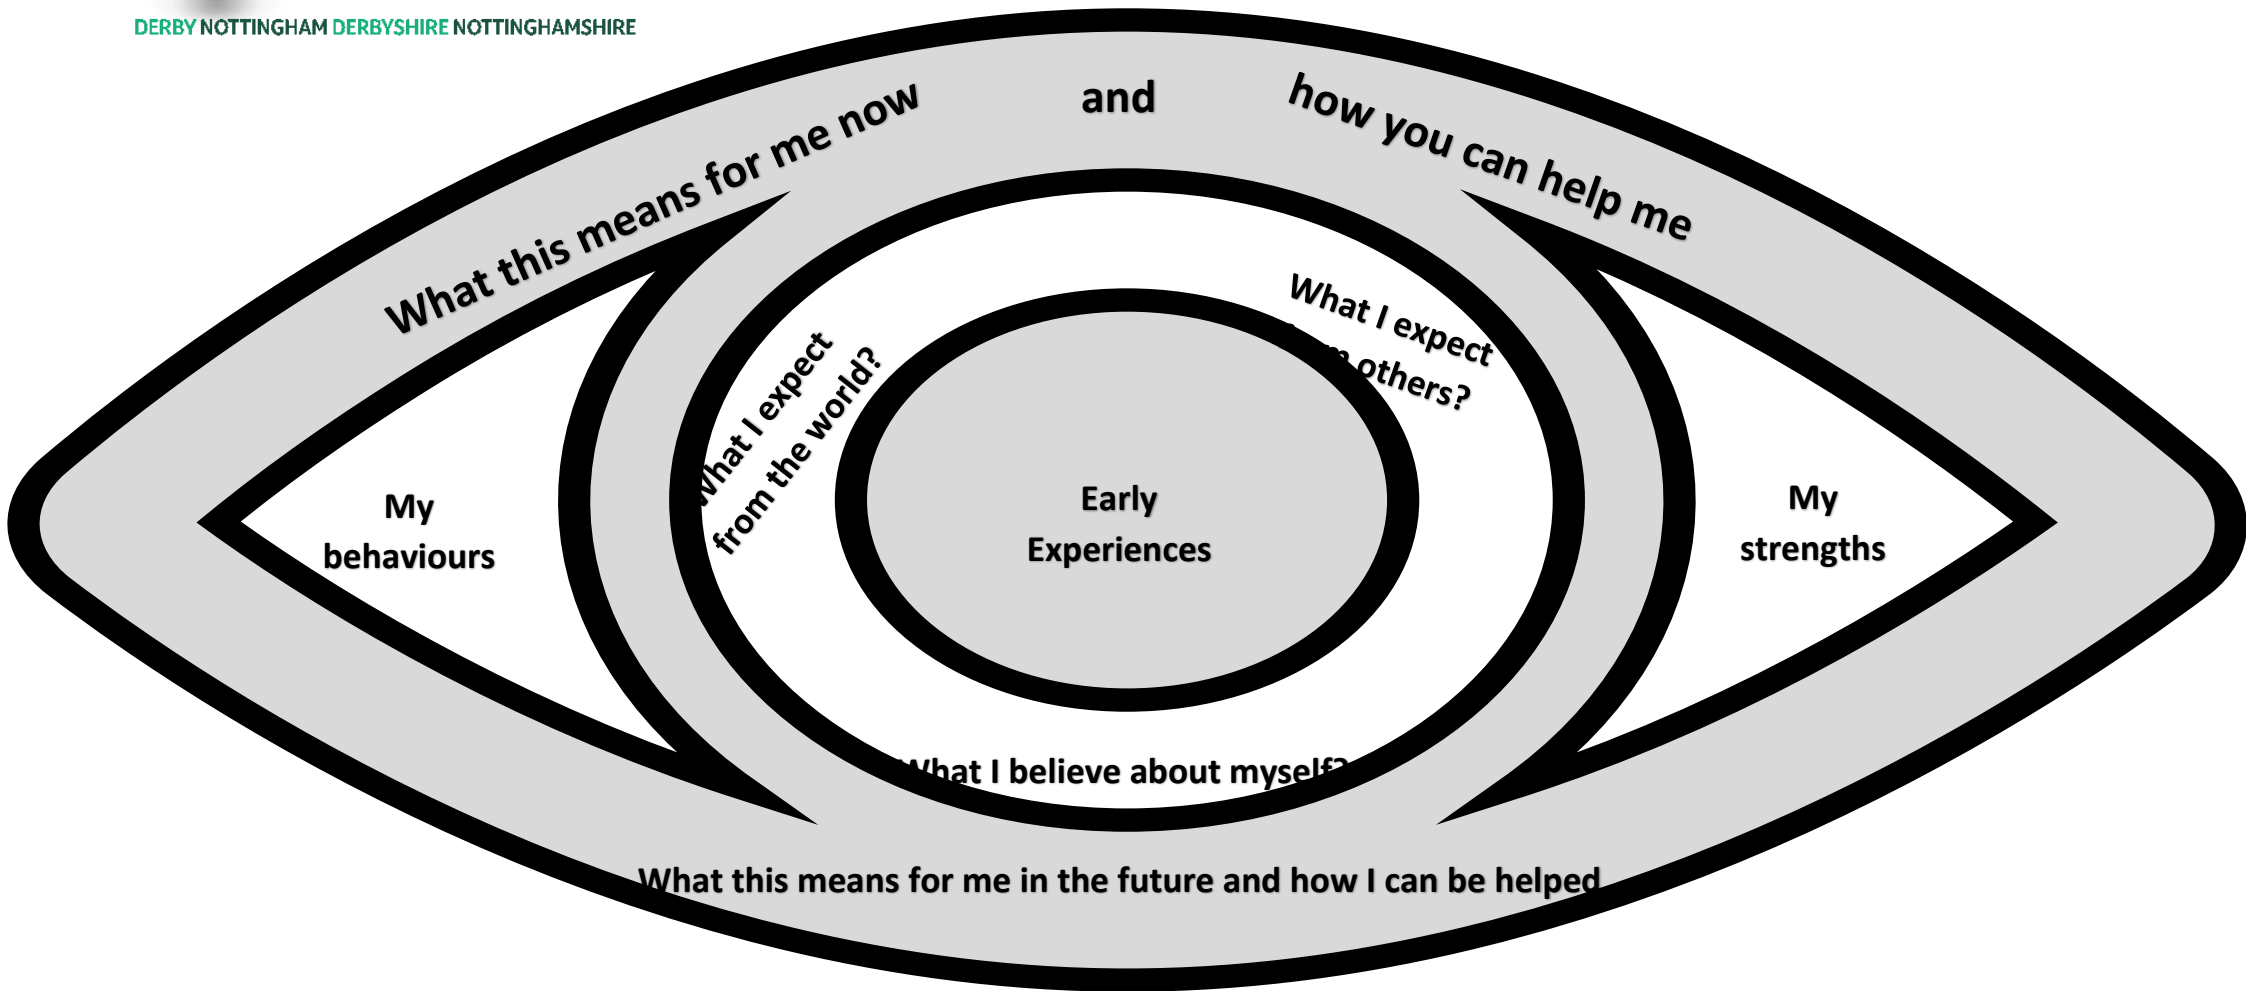 DERBY NOTTINGHAM DERBYSHIRE NOTTINGHAMSHIRE
What this means for me now and how you can help me
What I expect
from the world?
What I expect
others?
Early
Experiences
My
behaviours
My
strengths
What I believe about myself?
What this means for me in the future and how I can be helped